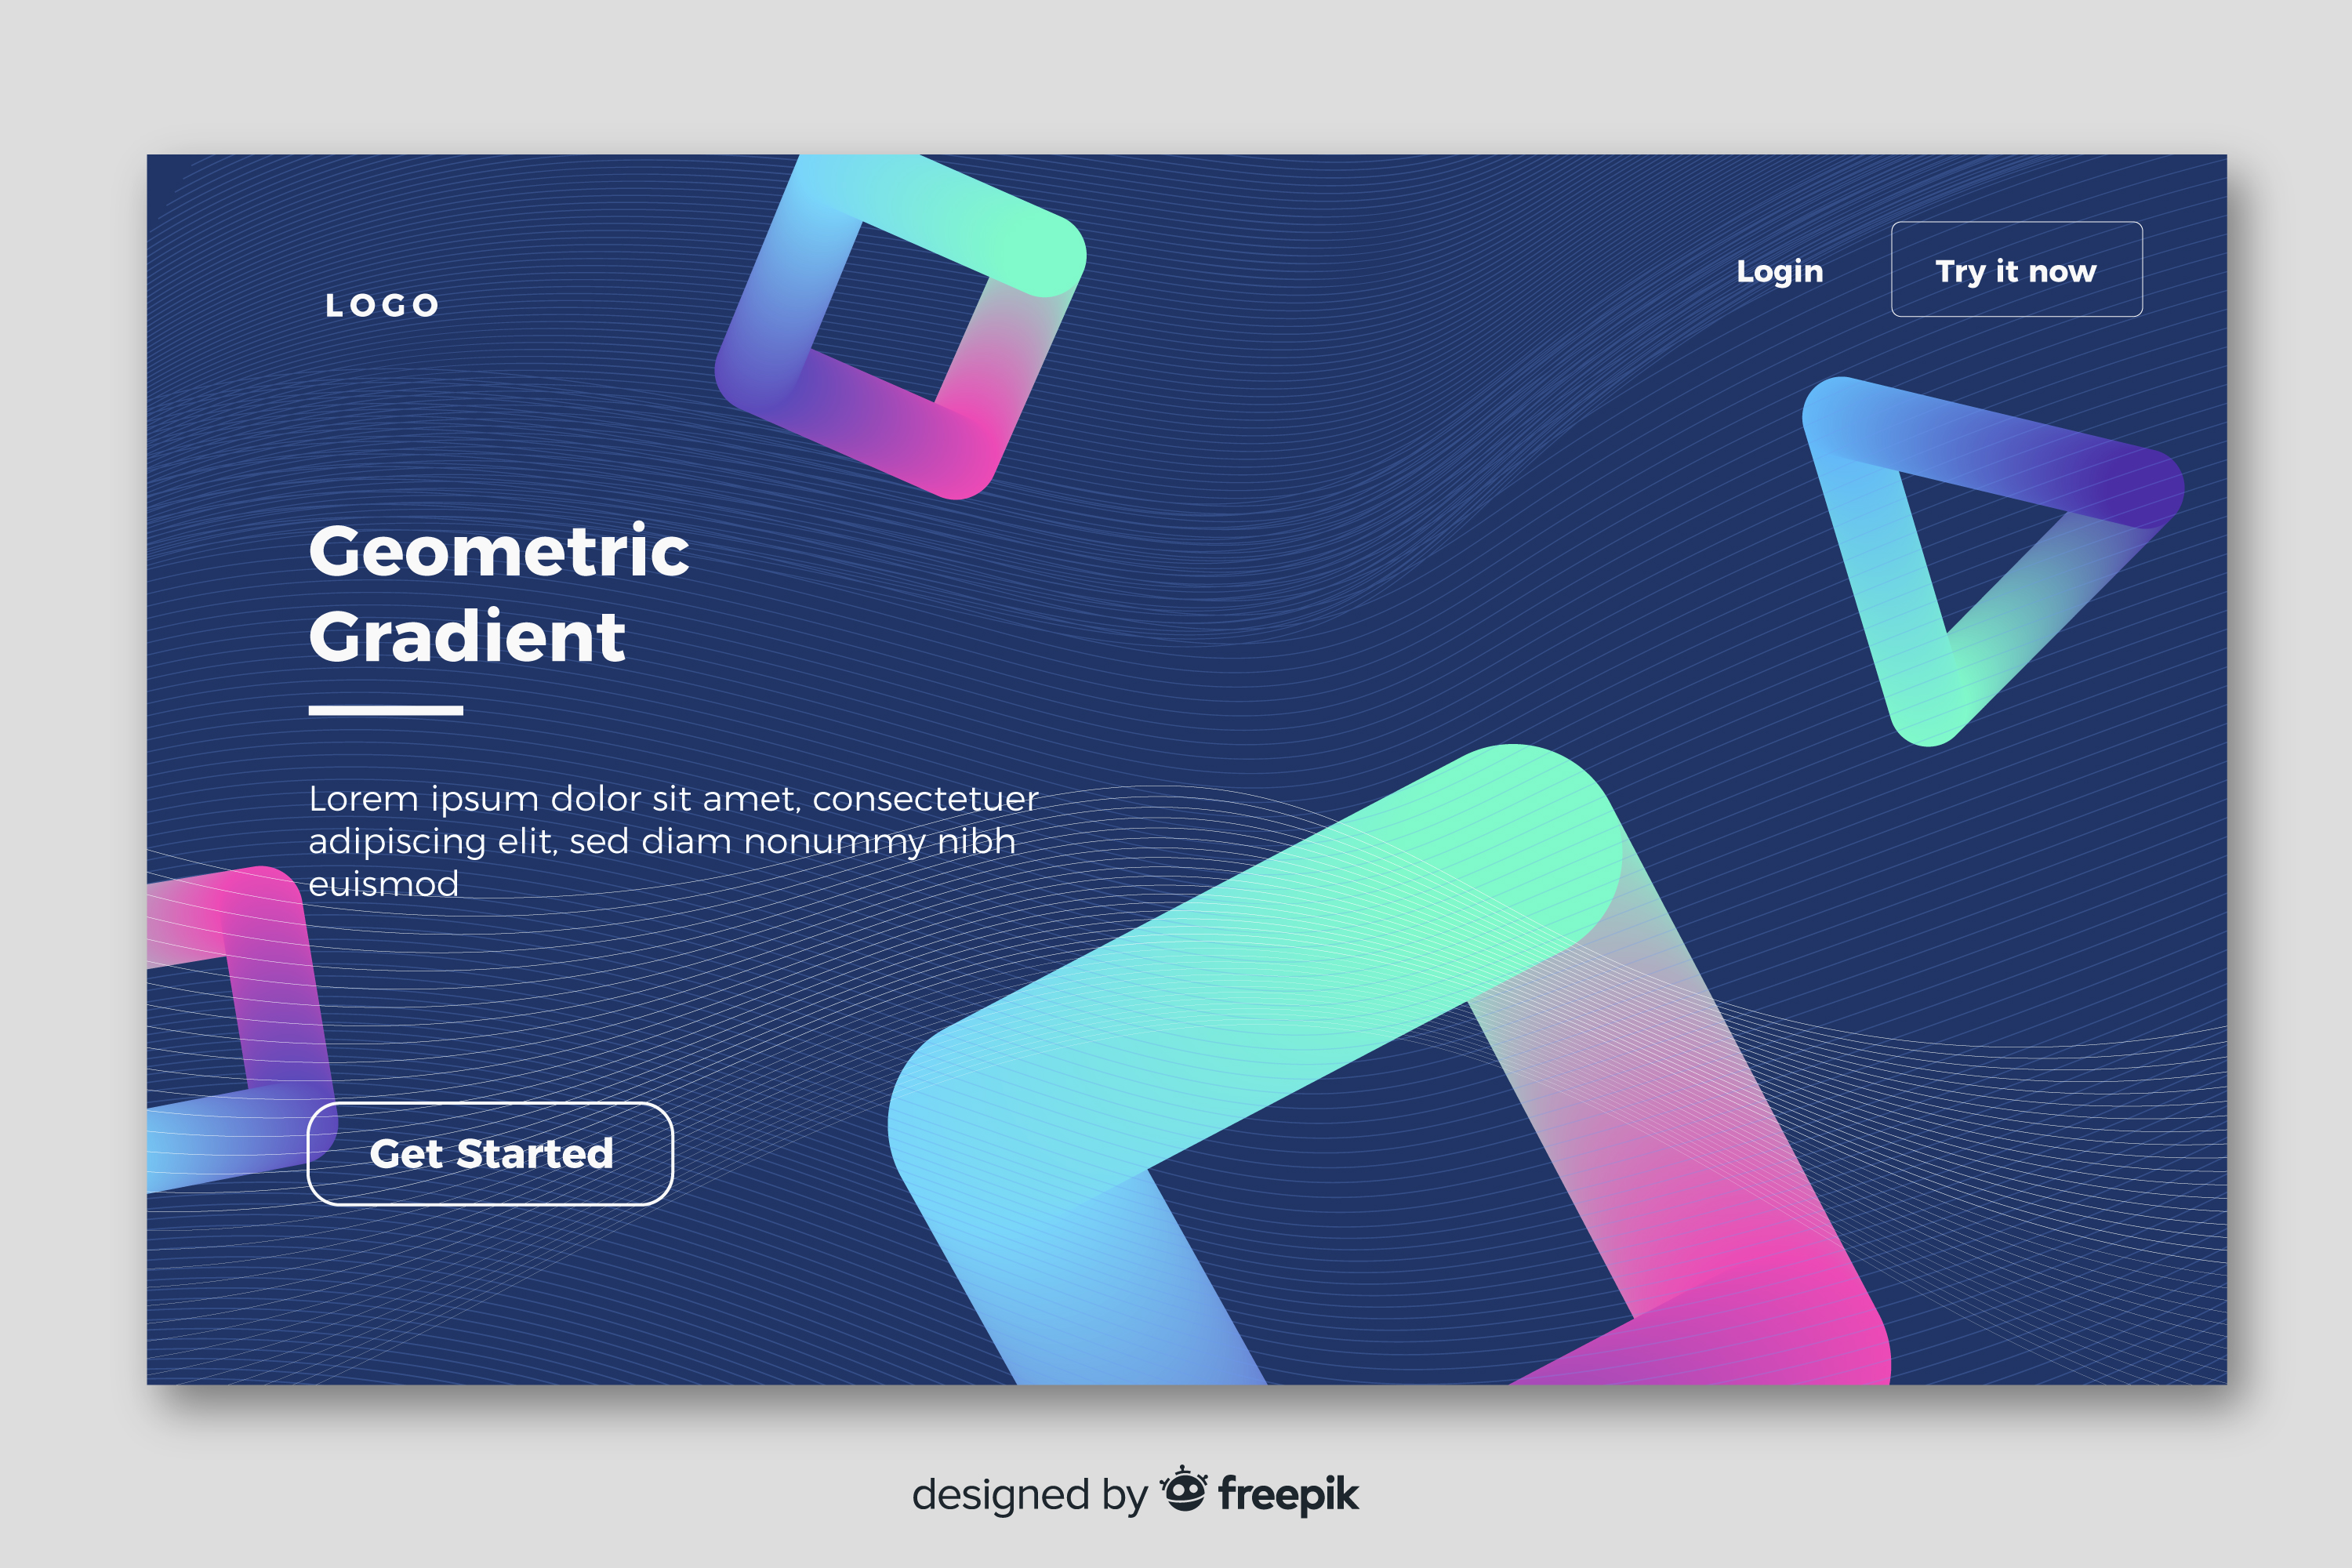 LOGO
Login
Try it now
Geometric
Gradient
Lorem ipsum dolor sit amet, consectetuer
adipiscing elit, sed diam nonummy nibh
euismod
Get Started
designed by freepik